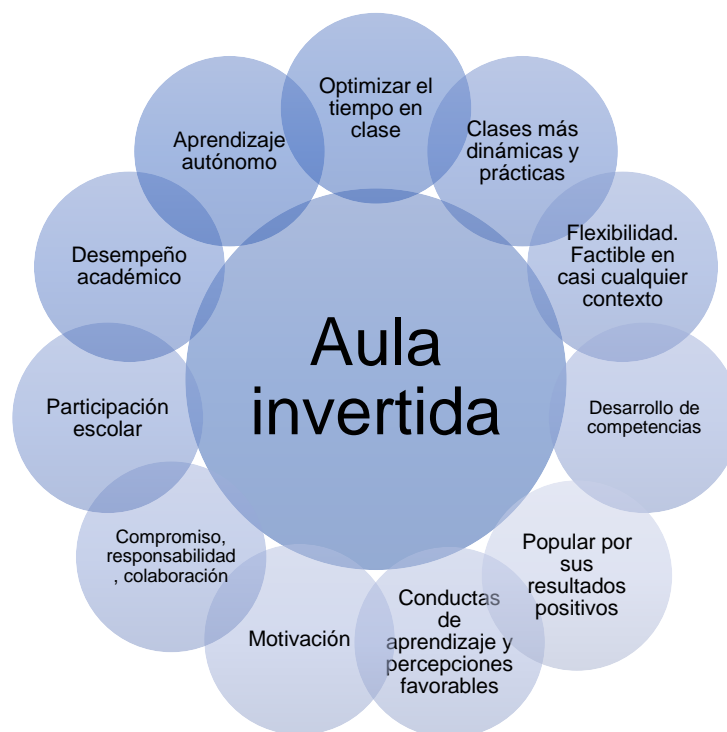 Optimizar el
tiempo en
clase
Clases más
dinámicas y
prácticas
Flexibilidad.
Factible en
casi cualquier
contexto
Desarrollo de
competencias
Popular por
sus
resultados
positivos
Conductas
de
aprendizaje y
percepciones
favorables
Motivación
Compromiso,
responsabilidad
, colaboración
Participación
escolar
Desempeño
académico
Aprendizaje
autónomo
Aula
invertida